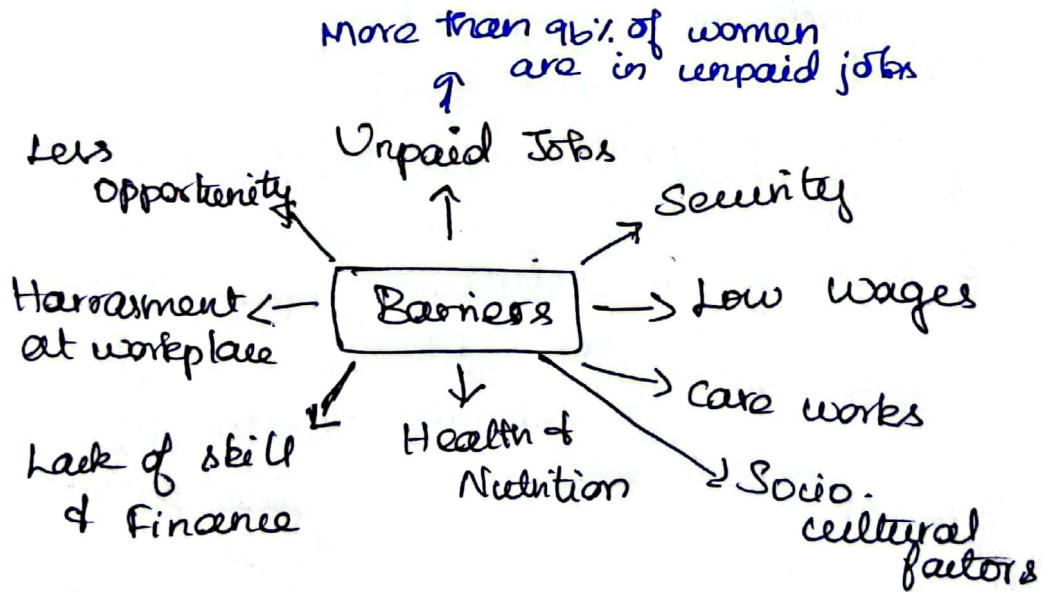 More than 96% of women
are in unpaid jobs
Unpaid Jobs
Less
opportunity
Security
Harrasment
at workplace
Barriers
Low wages
Care works
Lack of skill
& Finance
Health &
Nutrition
Socio-
cultural
factors